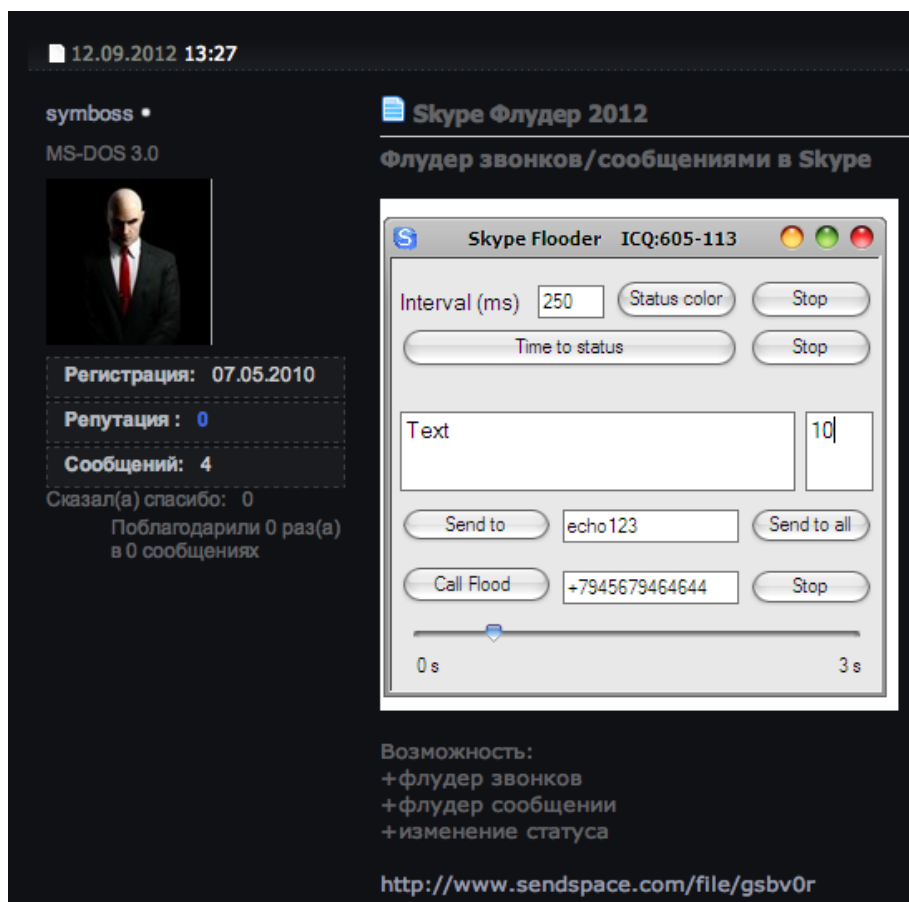 12.09.2012 13:27
symboss
MS-DOS 3.0
Регистрация: 07.05.2010
Репутация : 0
Сообщений: 4
Сказал(а) спасибо: 0
Поблагодарили 0 раз(а)
в 0 сообщениях
Skype Флудер 2012
Флудер звонков/сообщениями в Skype
Skype Flooder ICQ:605-113
Interval (ms) 250 Status color Stop
Time to status Stop
Text 10
Send to echo123 Send to all
Call Flood +7945679464644 Stop
0 s 3 s
Возможность:
+флудер звонков
+флудер сообщении
+изменение статуса
http://www.sendspace.com/file/gsbv0r